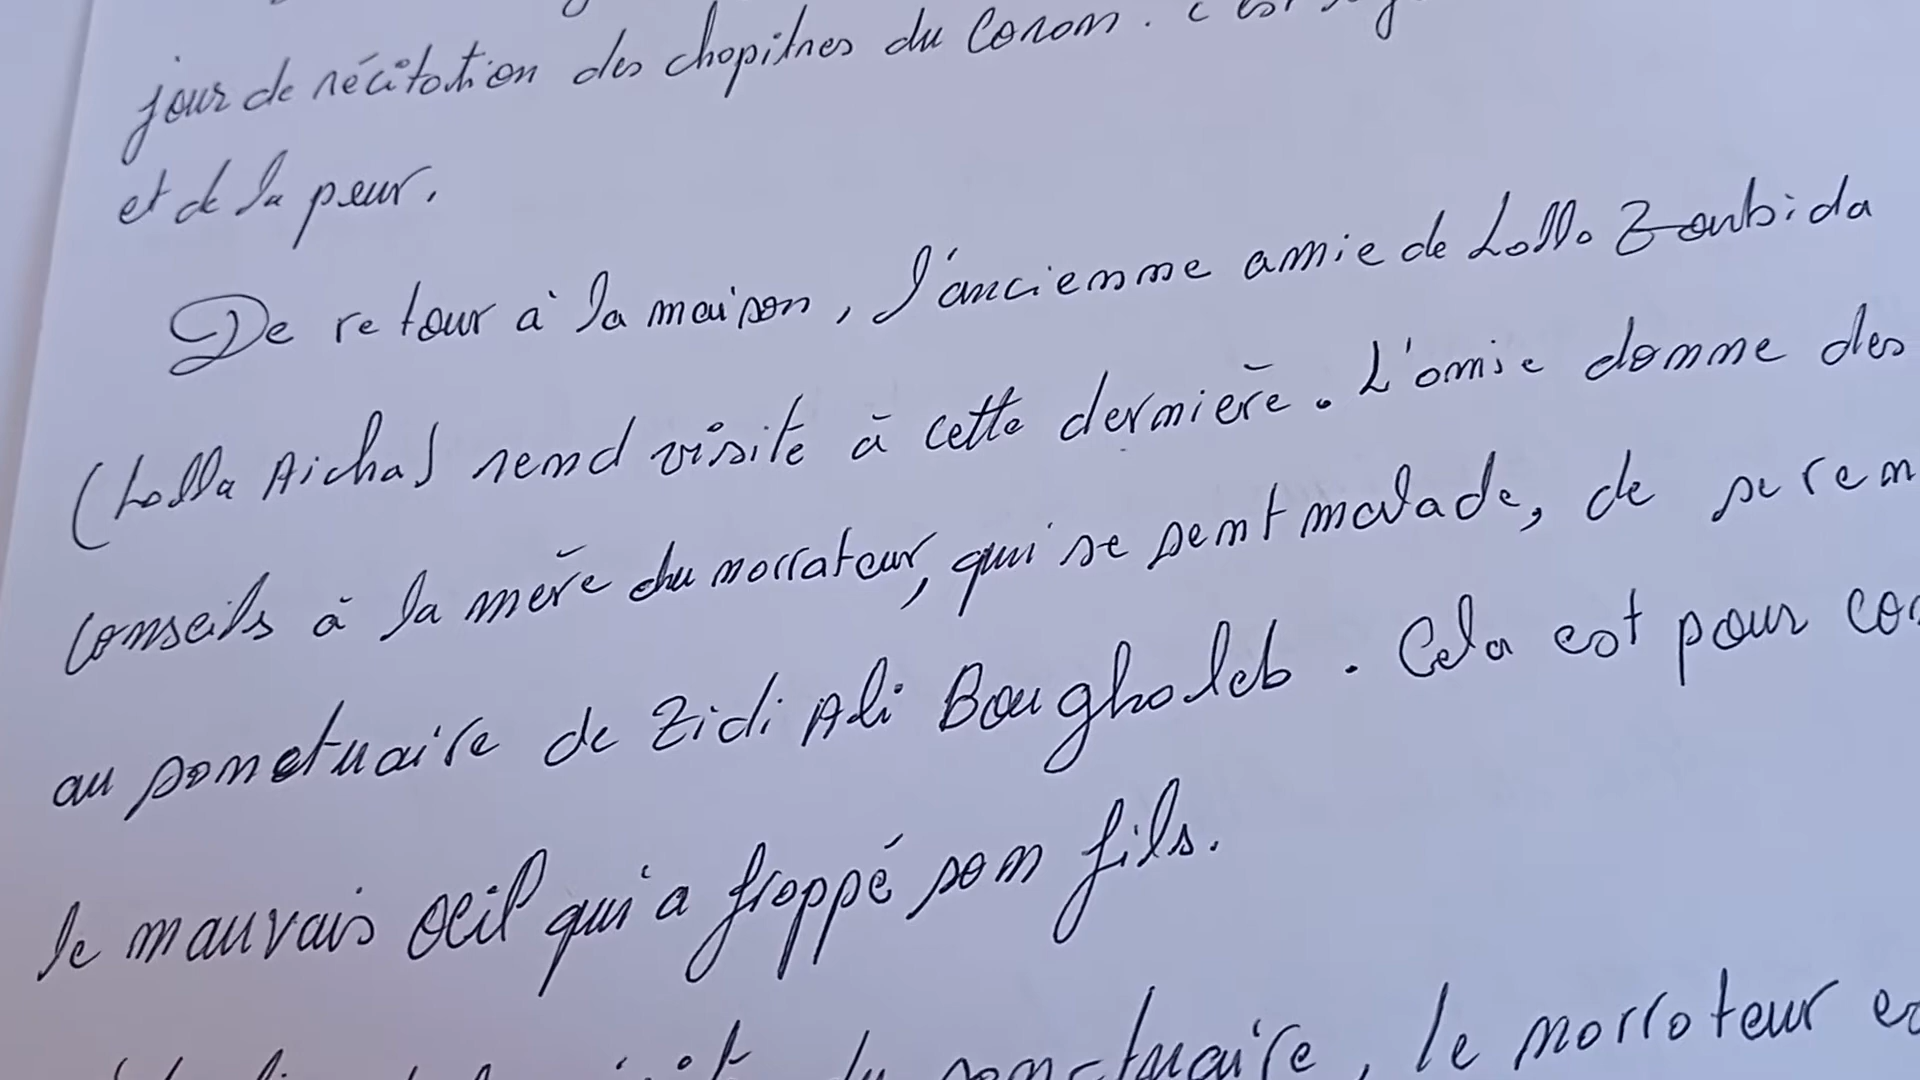 jour de récitation des chapitres du Coran. c'est
et de la peur.
De retour à la maison, l'ancienne amie de Lalla Zoubida
(Lalla Aicha) rend visite à cette dernière. L'amie donne des
conseils à la mère du narrateur, qui se sent malade, de se ren
au sanctuaire de Zidi Ali Boughaleb. Cela est pour co
le mauvais oeil qui a frappé son fils.
du sanctuaire, le narrateur es